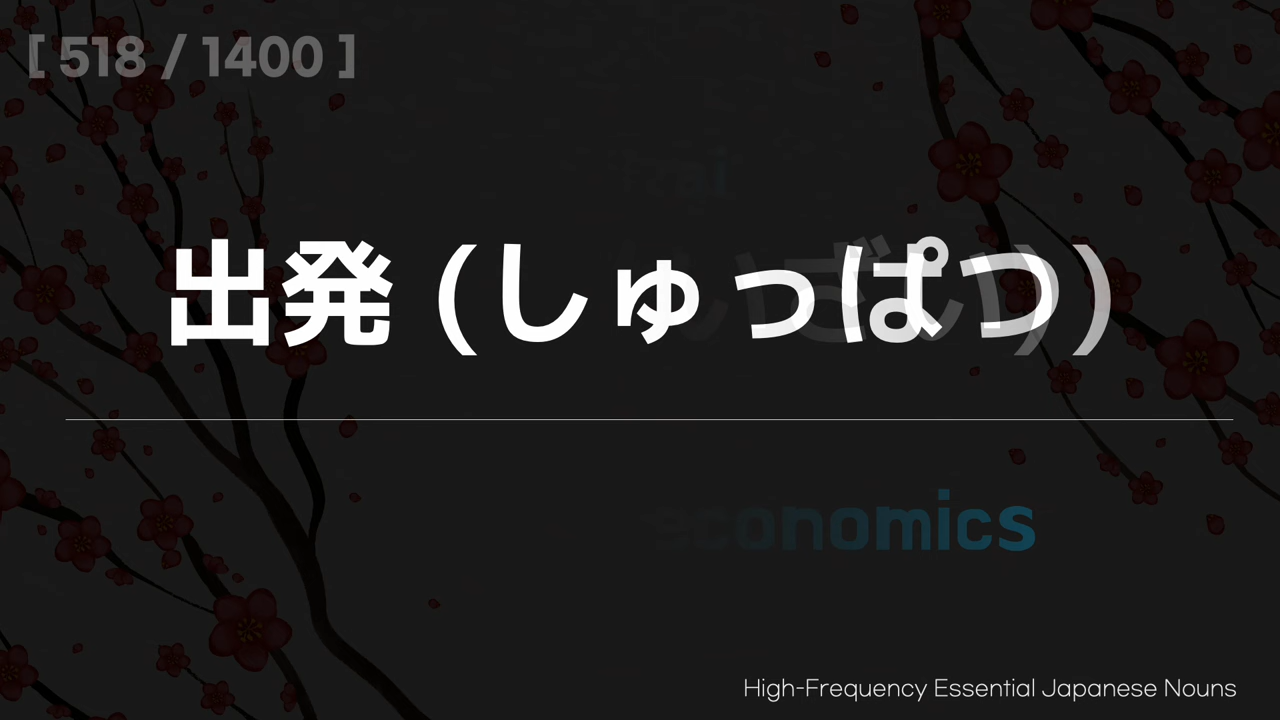 [ 518 / 1400 ]
出発 (しゅっぱつ)
economics
High-Frequency Essential Japanese Nouns